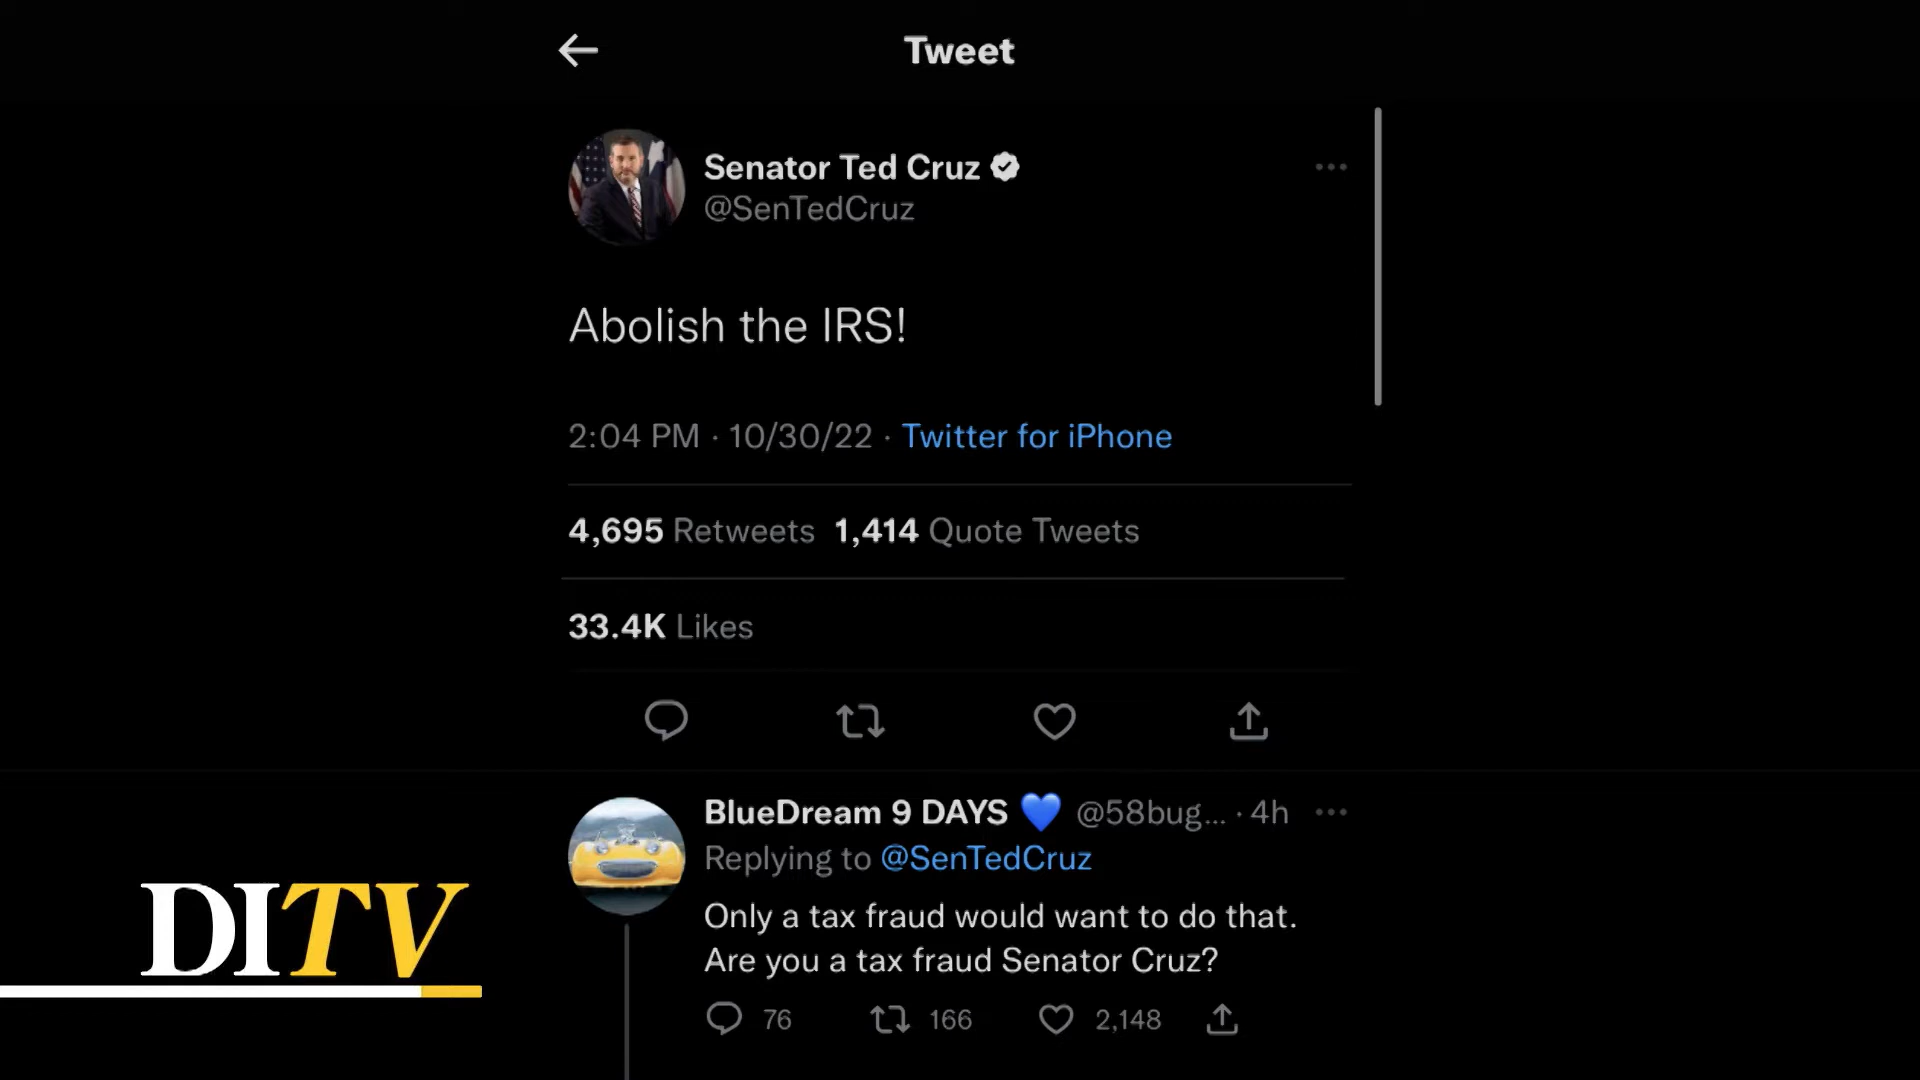 Tweet
Senator Ted Cruz
@SenTedCruz
Abolish the IRS!
2:04 PM · 10/30/22 · Twitter for iPhone
4,695 Retweets 1,414 Quote Tweets
33.4K Likes
BlueDream 9 DAYS 💙 @58bug... · 4h
Replying to @SenTedCruz
Only a tax fraud would want to do that.
Are you a tax fraud Senator Cruz?
76 166 2,148
DITV